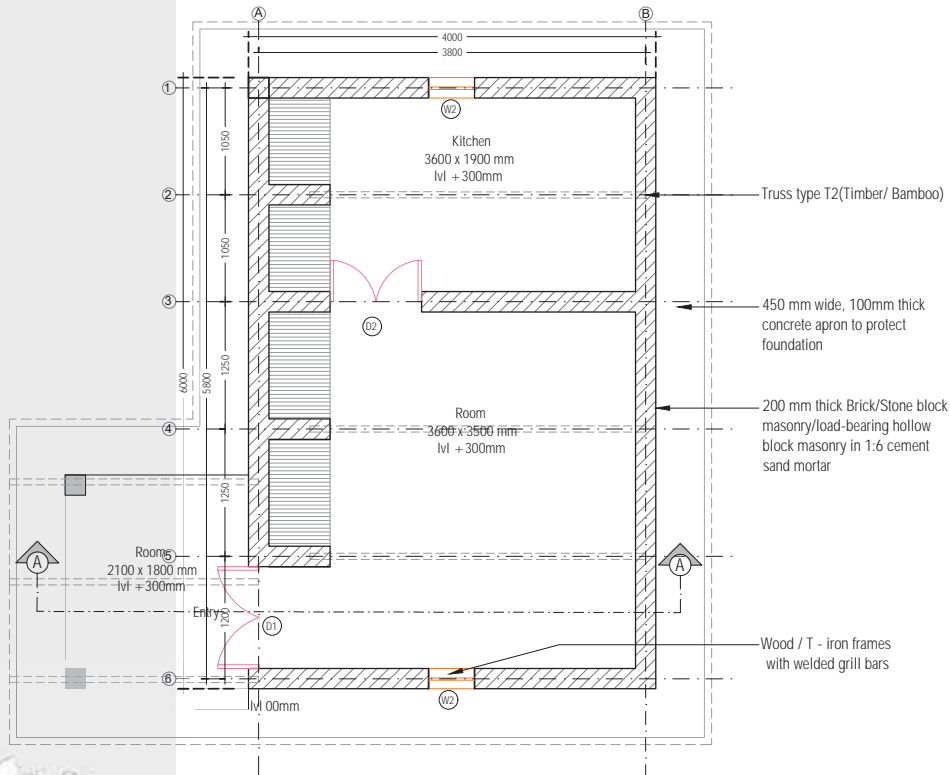 A
B
4000
3800
1
W2
Kitchen
3600 x 1900 mm
lvl +300mm
1050
2
Truss type T2(Timber/ Bamboo)
1050
3
D2
450 mm wide, 100mm thick
concrete apron to protect
foundation
1250
6000
5800
200 mm thick Brick/Stone block
masonry/load-bearing hollow
block masonry in 1:6 cement
sand mortar
Room
3600 x 3500 mm
lvl +300mm
4
1250
A
Room
5
2100 x 1800 mm
lvl +300mm
A
Entry
1200
D1
Wood / T - iron frames
with welded grill bars
6
W2
lvl 00mm